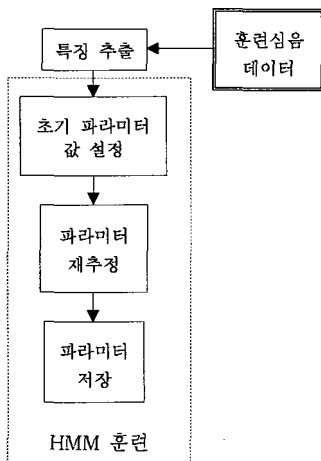 특징 추출
훈련심음
데이터
초기 파라미터
값 설정
파라미터
재추정
파라미터
저장
HMM 훈련